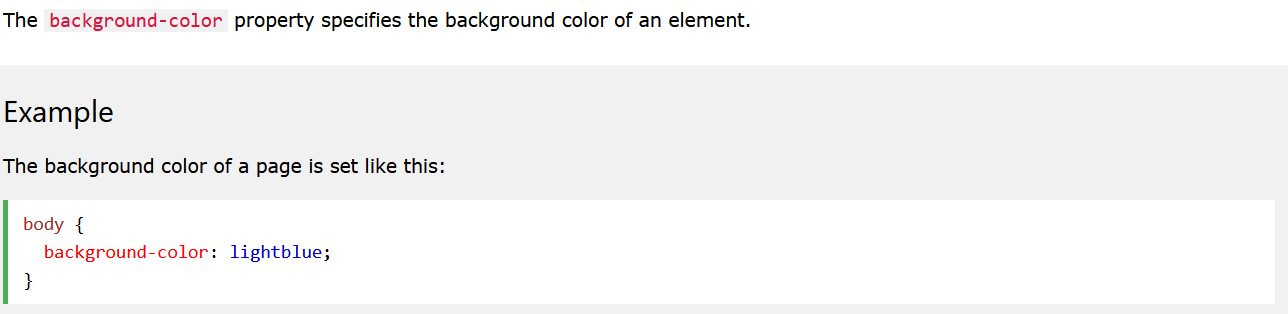 The background-color property specifies the background color of an element.
Example
The background color of a page is set like this:
body {
  background-color: lightblue;
}